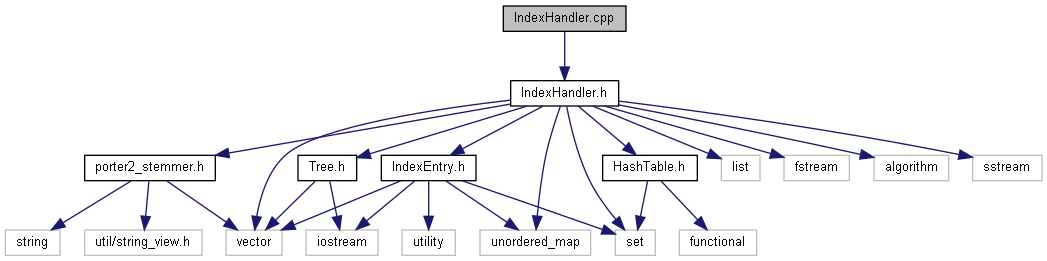 IndexHandler.cpp
IndexHandler.h
porter2_stemmer.h
Tree.h
IndexEntry.h
HashTable.h
list
fstream
algorithm
sstream
string
util/string_view.h
vector
iostream
utility
unordered_map
set
functional